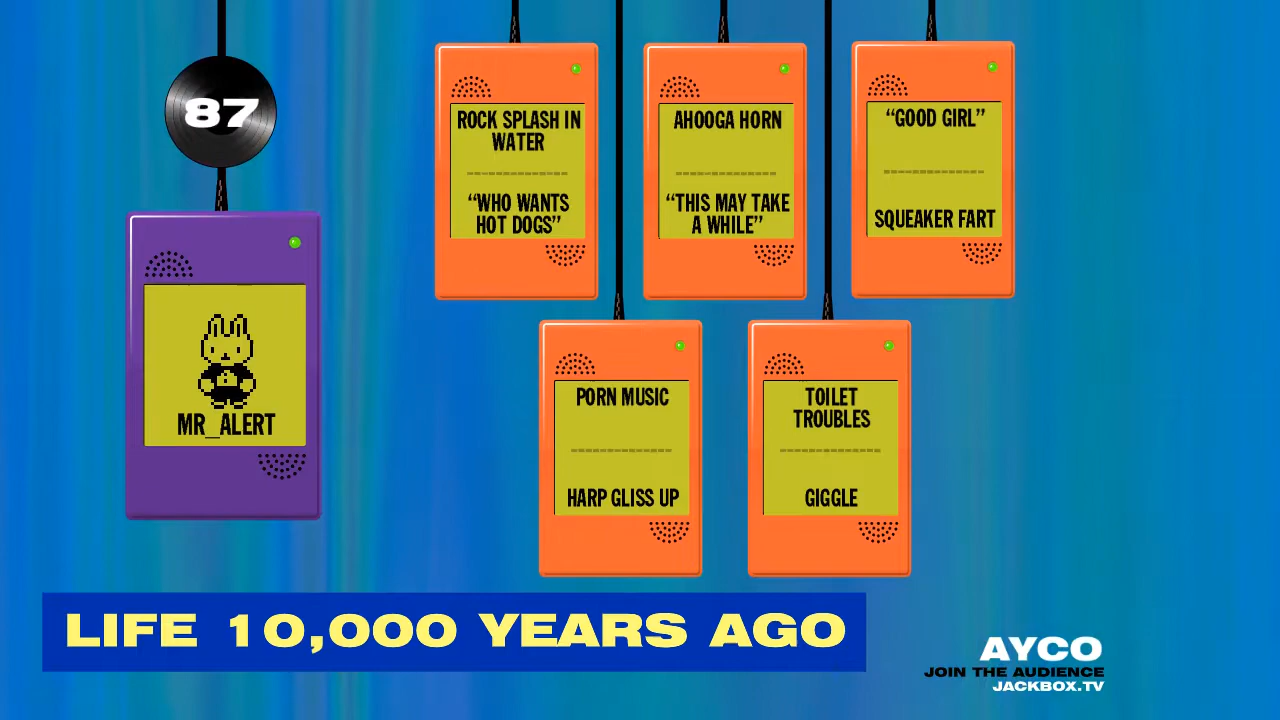 87
MR_ALERT
ROCK SPLASH IN
WATER
“WHO WANTS
HOT DOGS”
AHOOGA HORN
“THIS MAY TAKE
A WHILE”
“GOOD GIRL”
SQUEAKER FART
PORN MUSIC
HARP GLISS UP
TOILET
TROUBLES
GIGGLE
LIFE 10,000 YEARS AGO
AYCO
JOIN THE AUDIENCE
JACKBOX.TV